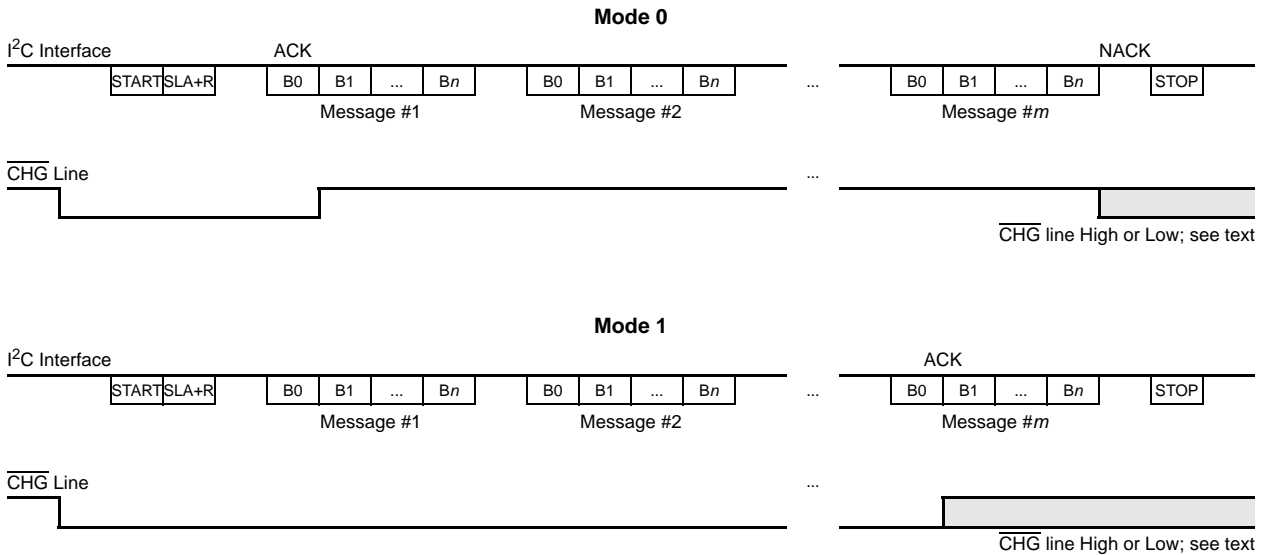 Mode 0
I²C Interface ACK NACK
START SLA+R B0 B1 ... Bn B0 B1 ... Bn ... B0 B1 ... Bn STOP
Message #1 Message #2 Message #m
CHG Line ...
CHG line High or Low; see text
Mode 1
I²C Interface ACK
START SLA+R B0 B1 ... Bn B0 B1 ... Bn ... B0 B1 ... Bn STOP
Message #1 Message #2 Message #m
CHG Line ...
CHG line High or Low; see text